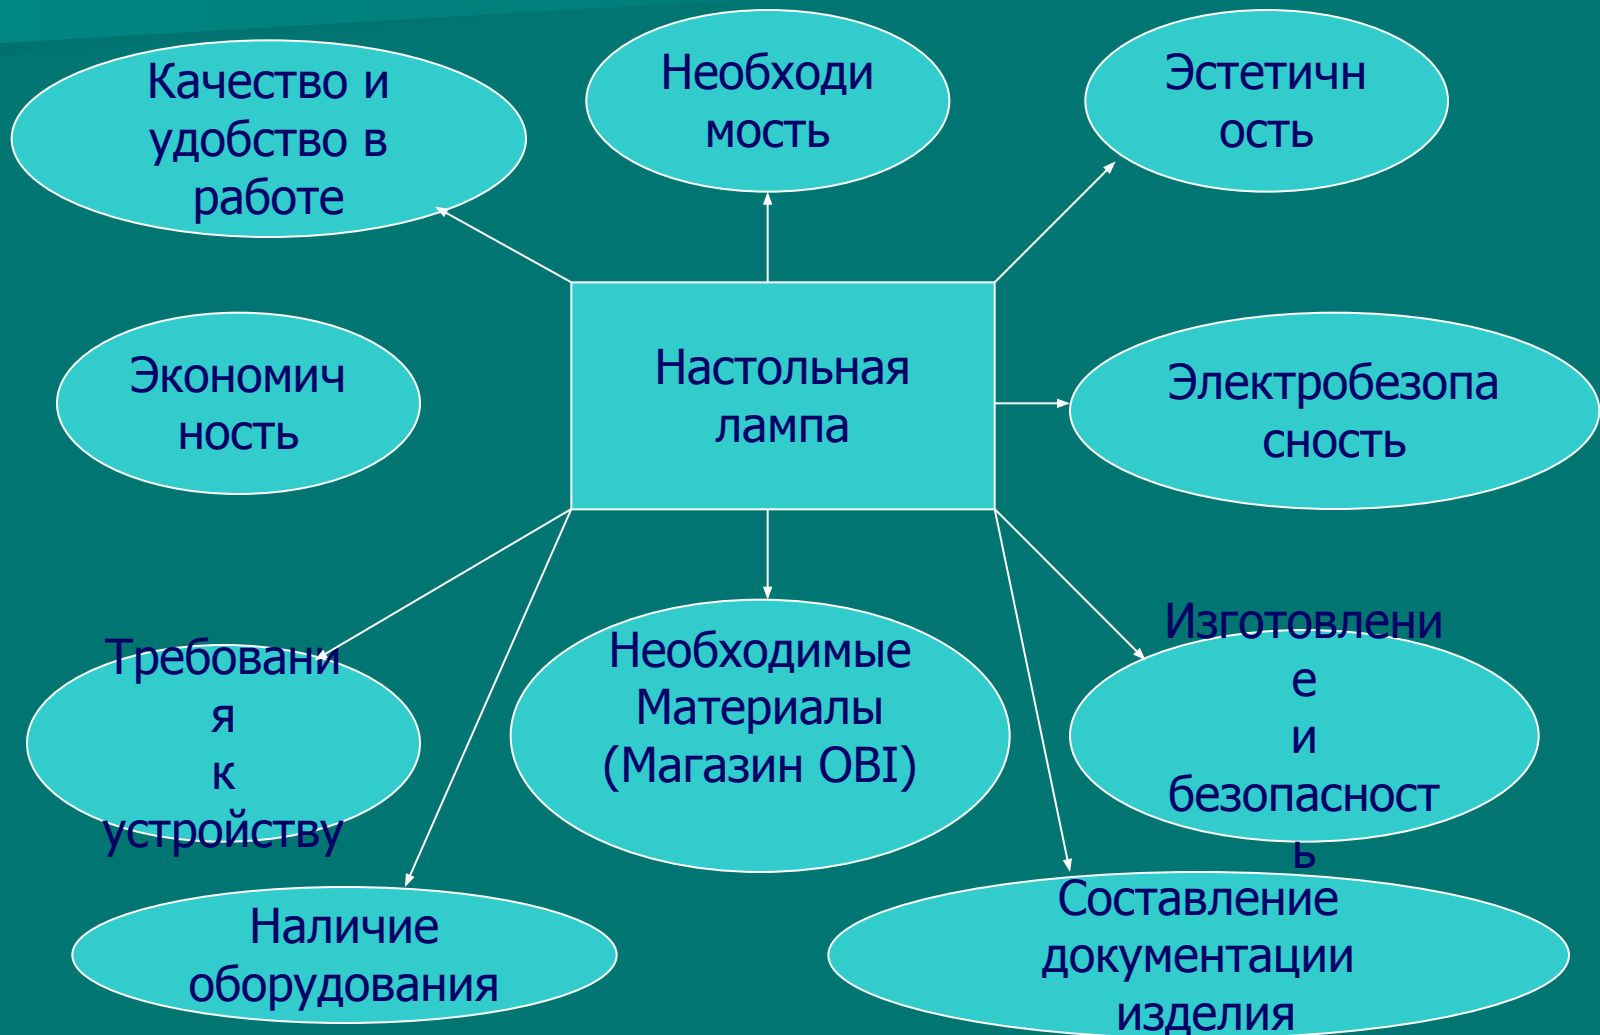 Качество и
удобство в
работе
Необходи
мость
Эстетичн
ость
Экономич
ность
Настольная
лампа
Электробезопа
сность
Требовани
я
к
устройству
Необходимые
Материалы
(Магазин OBI)
Изготовлени
е
и
безопасност
ь
Наличие
оборудования
Составление
документации
изделия